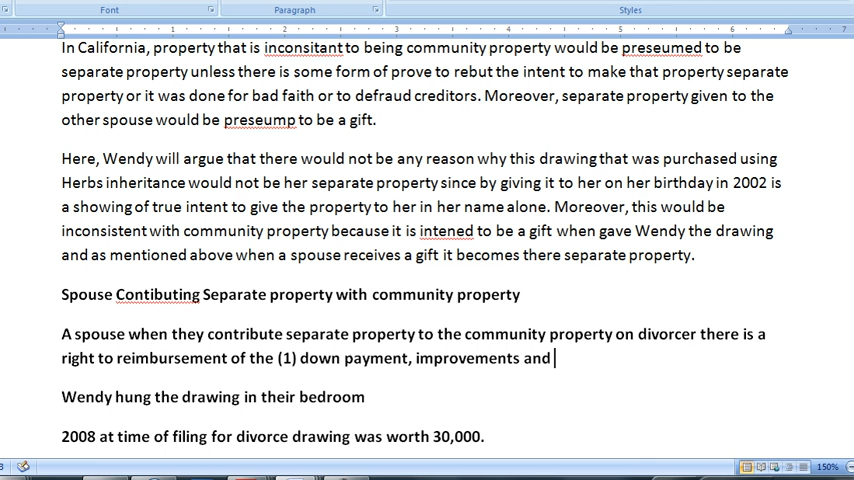 Font Paragraph Styles
1 2 3 4 5 6 7
In California, property that is inconsitant to being community property would be preseumed to be
separate property unless there is some form of prove to rebut the intent to make that property separate
property or it was done for bad faith or to defraud creditors. Moreover, separate property given to the
other spouse would be preseump to be a gift.
Here, Wendy will argue that there would not be any reason why this drawing that was purchased using
Herbs inheritance would not be her separate property since by giving it to her on her birthday in 2002 is
a showing of true intent to give the property to her in her name alone. Moreover, this would be
inconsistent with community property because it is intened to be a gift when gave Wendy the drawing
and as mentioned above when a spouse receives a gift it becomes there separate property.
Spouse Contibuting Separate property with community property
A spouse when they contribute separate property to the community property on divorcer there is a
right to reimbursement of the (1) down payment, improvements and
Wendy hung the drawing in their bedroom
2008 at time of filing for divorce drawing was worth 30,000.
150%